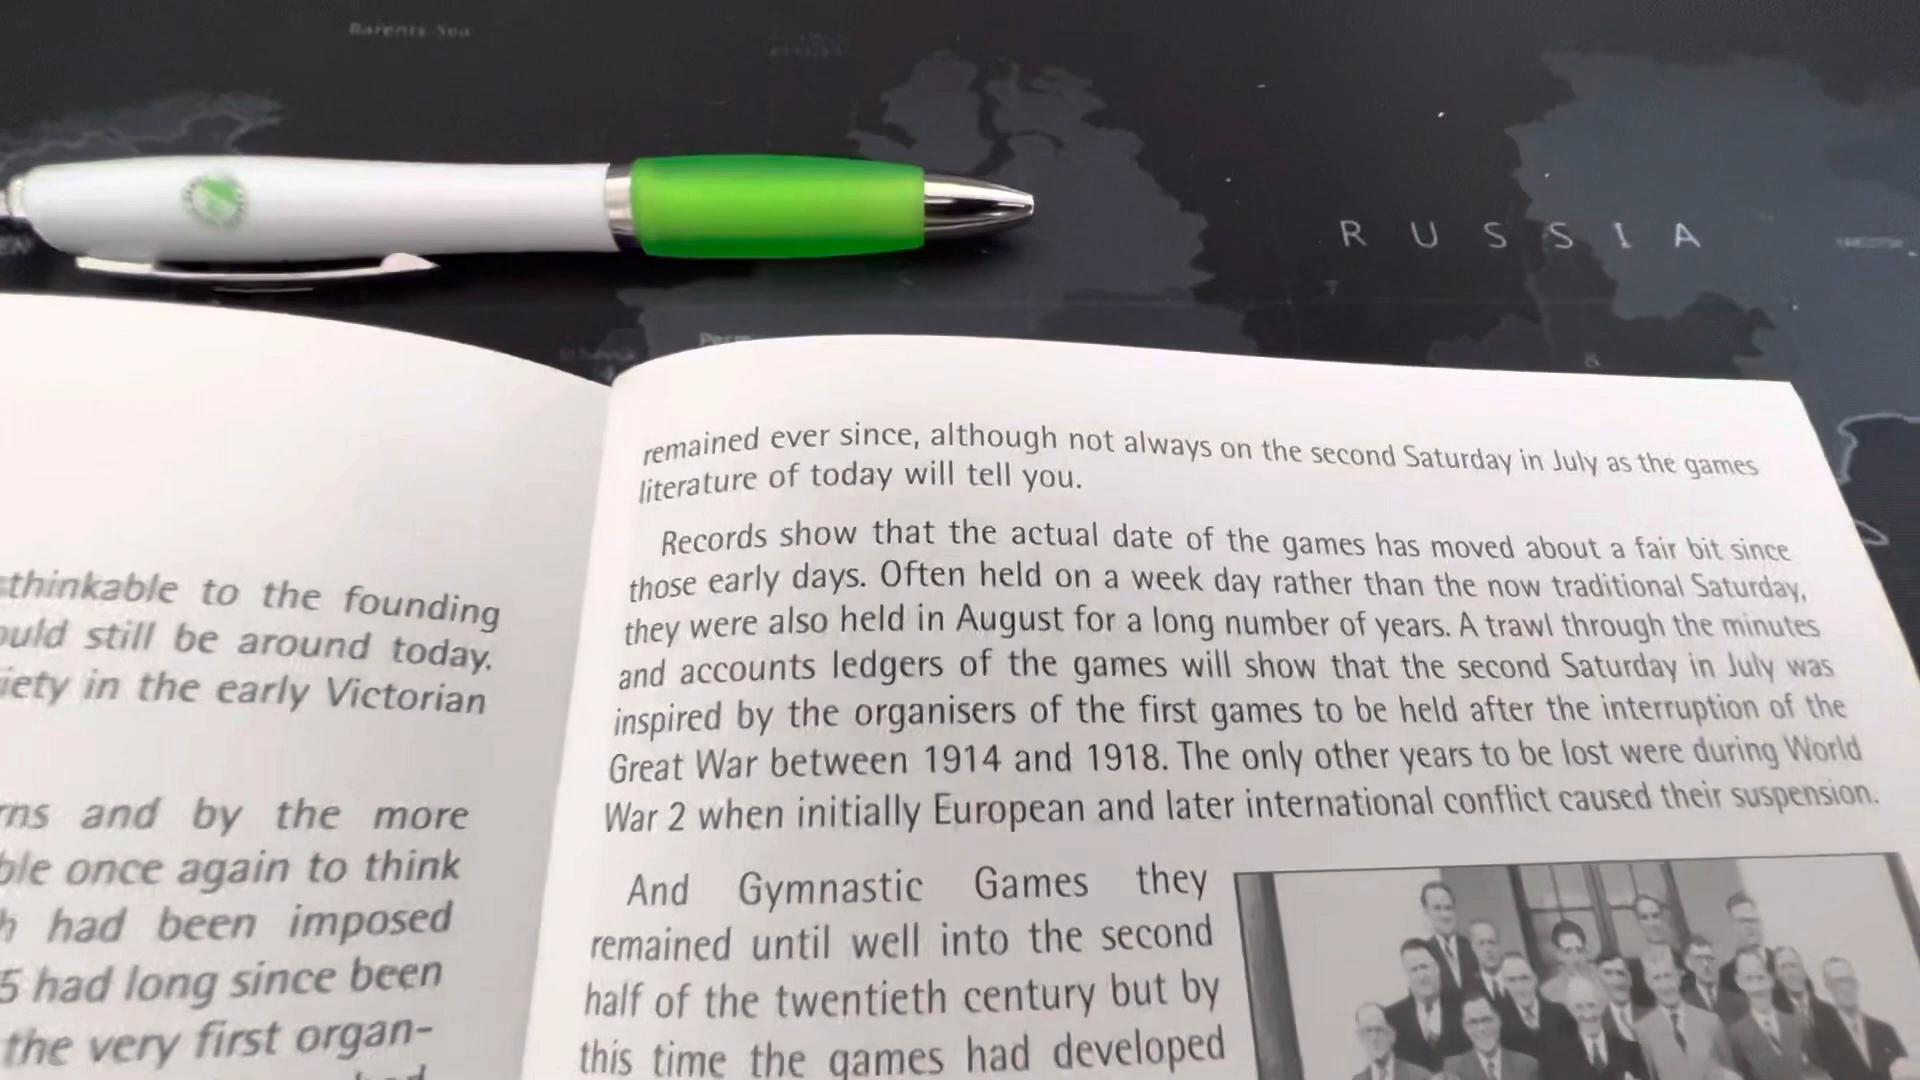 Barents Sea
RUSSIA
thinkable to the founding
still be around today.
in the early Victorian
and by the more
once again to think
had been imposed
5 had long since been
the very first organ-
had
remained ever since, although not always on the second Saturday in July as the games
literature of today will tell you.
Records show that the actual date of the games has moved about a fair bit since
those early days. Often held on a week day rather than the now traditional Saturday,
they were also held in August for a long number of years. A trawl through the minutes
and accounts ledgers of the games will show that the second Saturday in July was
inspired by the organisers of the first games to be held after the interruption of the
Great War between 1914 and 1918. The only other years to be lost were during World
War 2 when initially European and later international conflict caused their suspension.
And Gymnastic Games they
remained until well into the second
half of the twentieth century but by
this time the games had developed